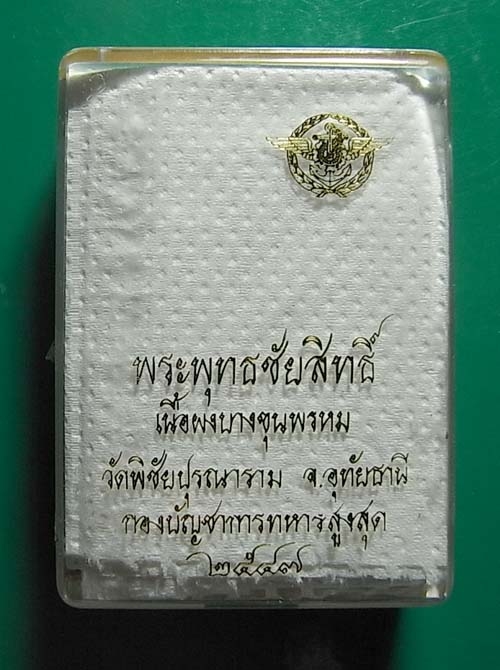 พระพุทธชัยสิทธิ์
เนื้อผงบางขุนพรหม
วัดพิชัยปุรณาราม จ.อุทัยธานี
กองบัญชาการทหารสูงสุด
๒๕๔๗